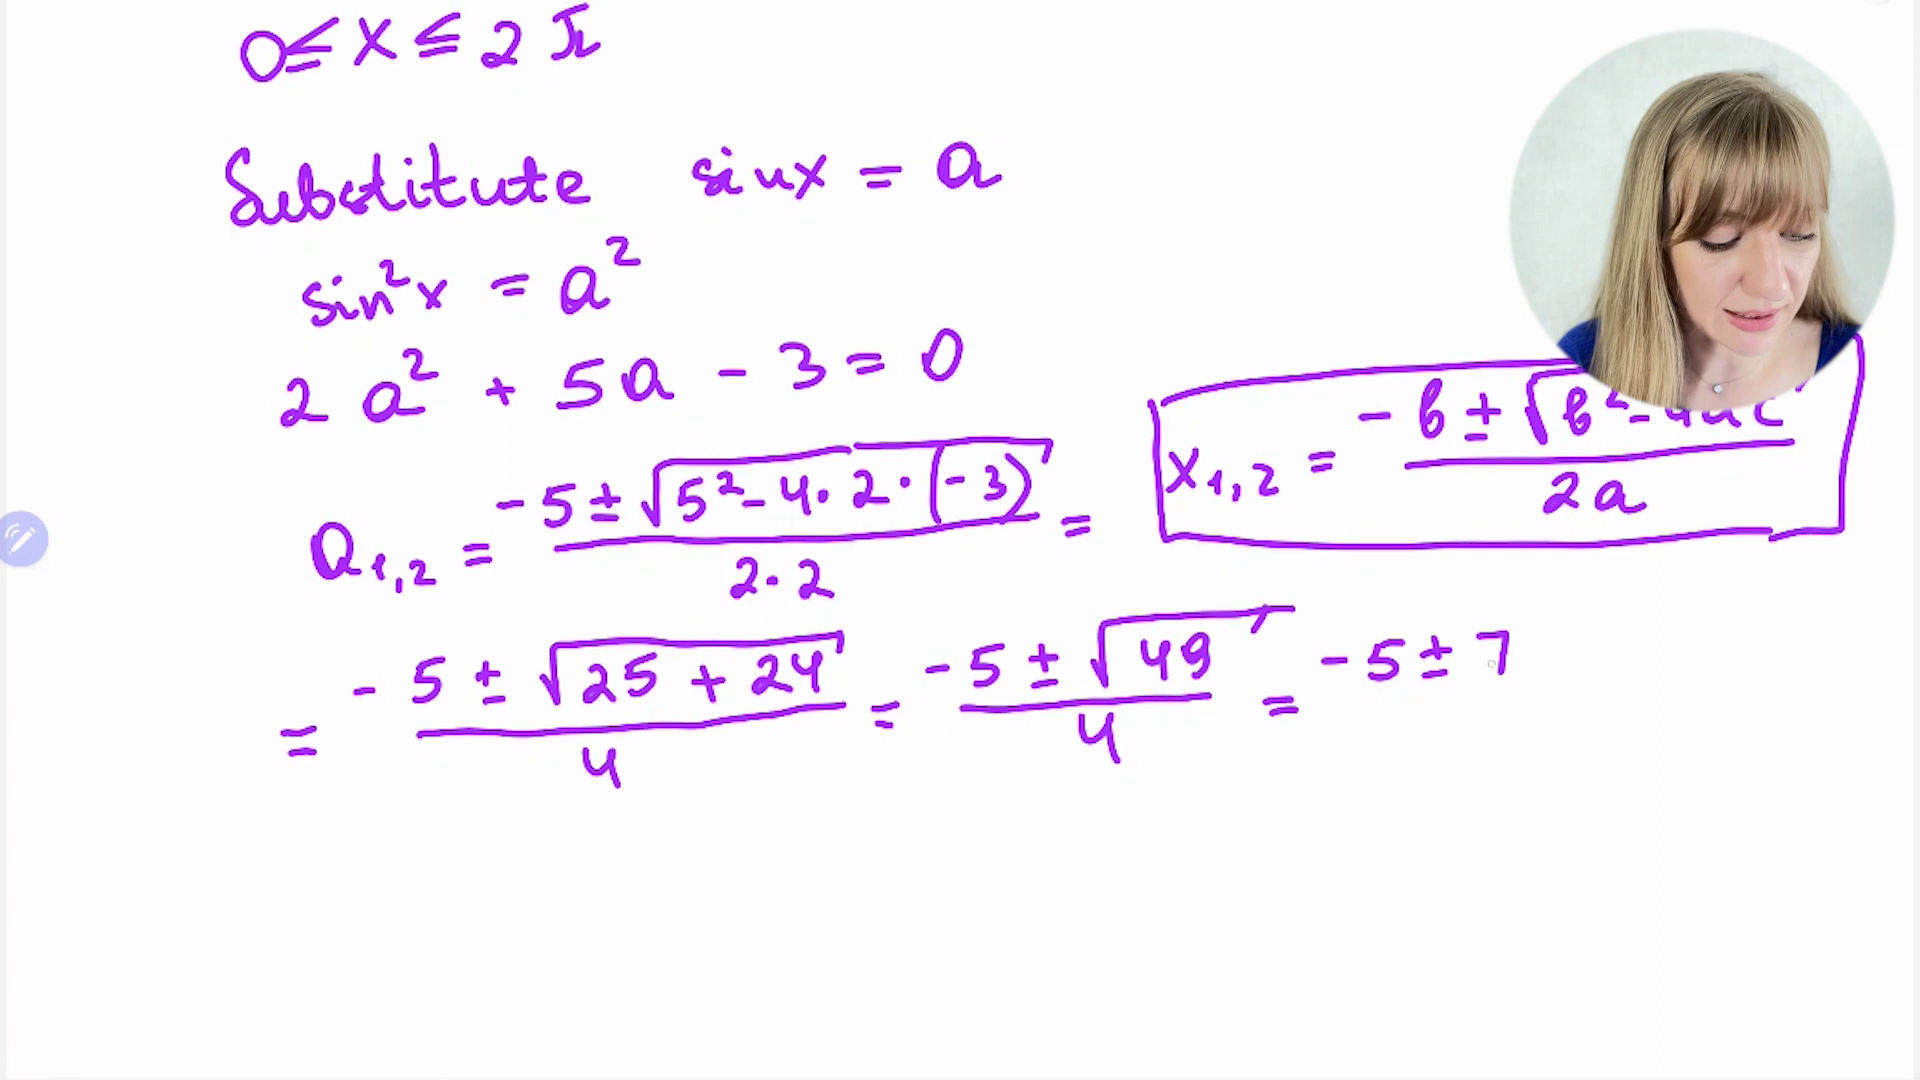 0 ≤ x ≤ 2π
Substitute sinx = a
sin²x = a²
2a² + 5a - 3 = 0
a₁,₂ = (-5 ± √(5² - 4·2·(-3)))/(2·2) =
x₁,₂ = (-b ± √(b² - 4ac))/(2a)
= (-5 ± √(25 + 24))/4 = (-5 ± √49)/4 = -5 ± 7